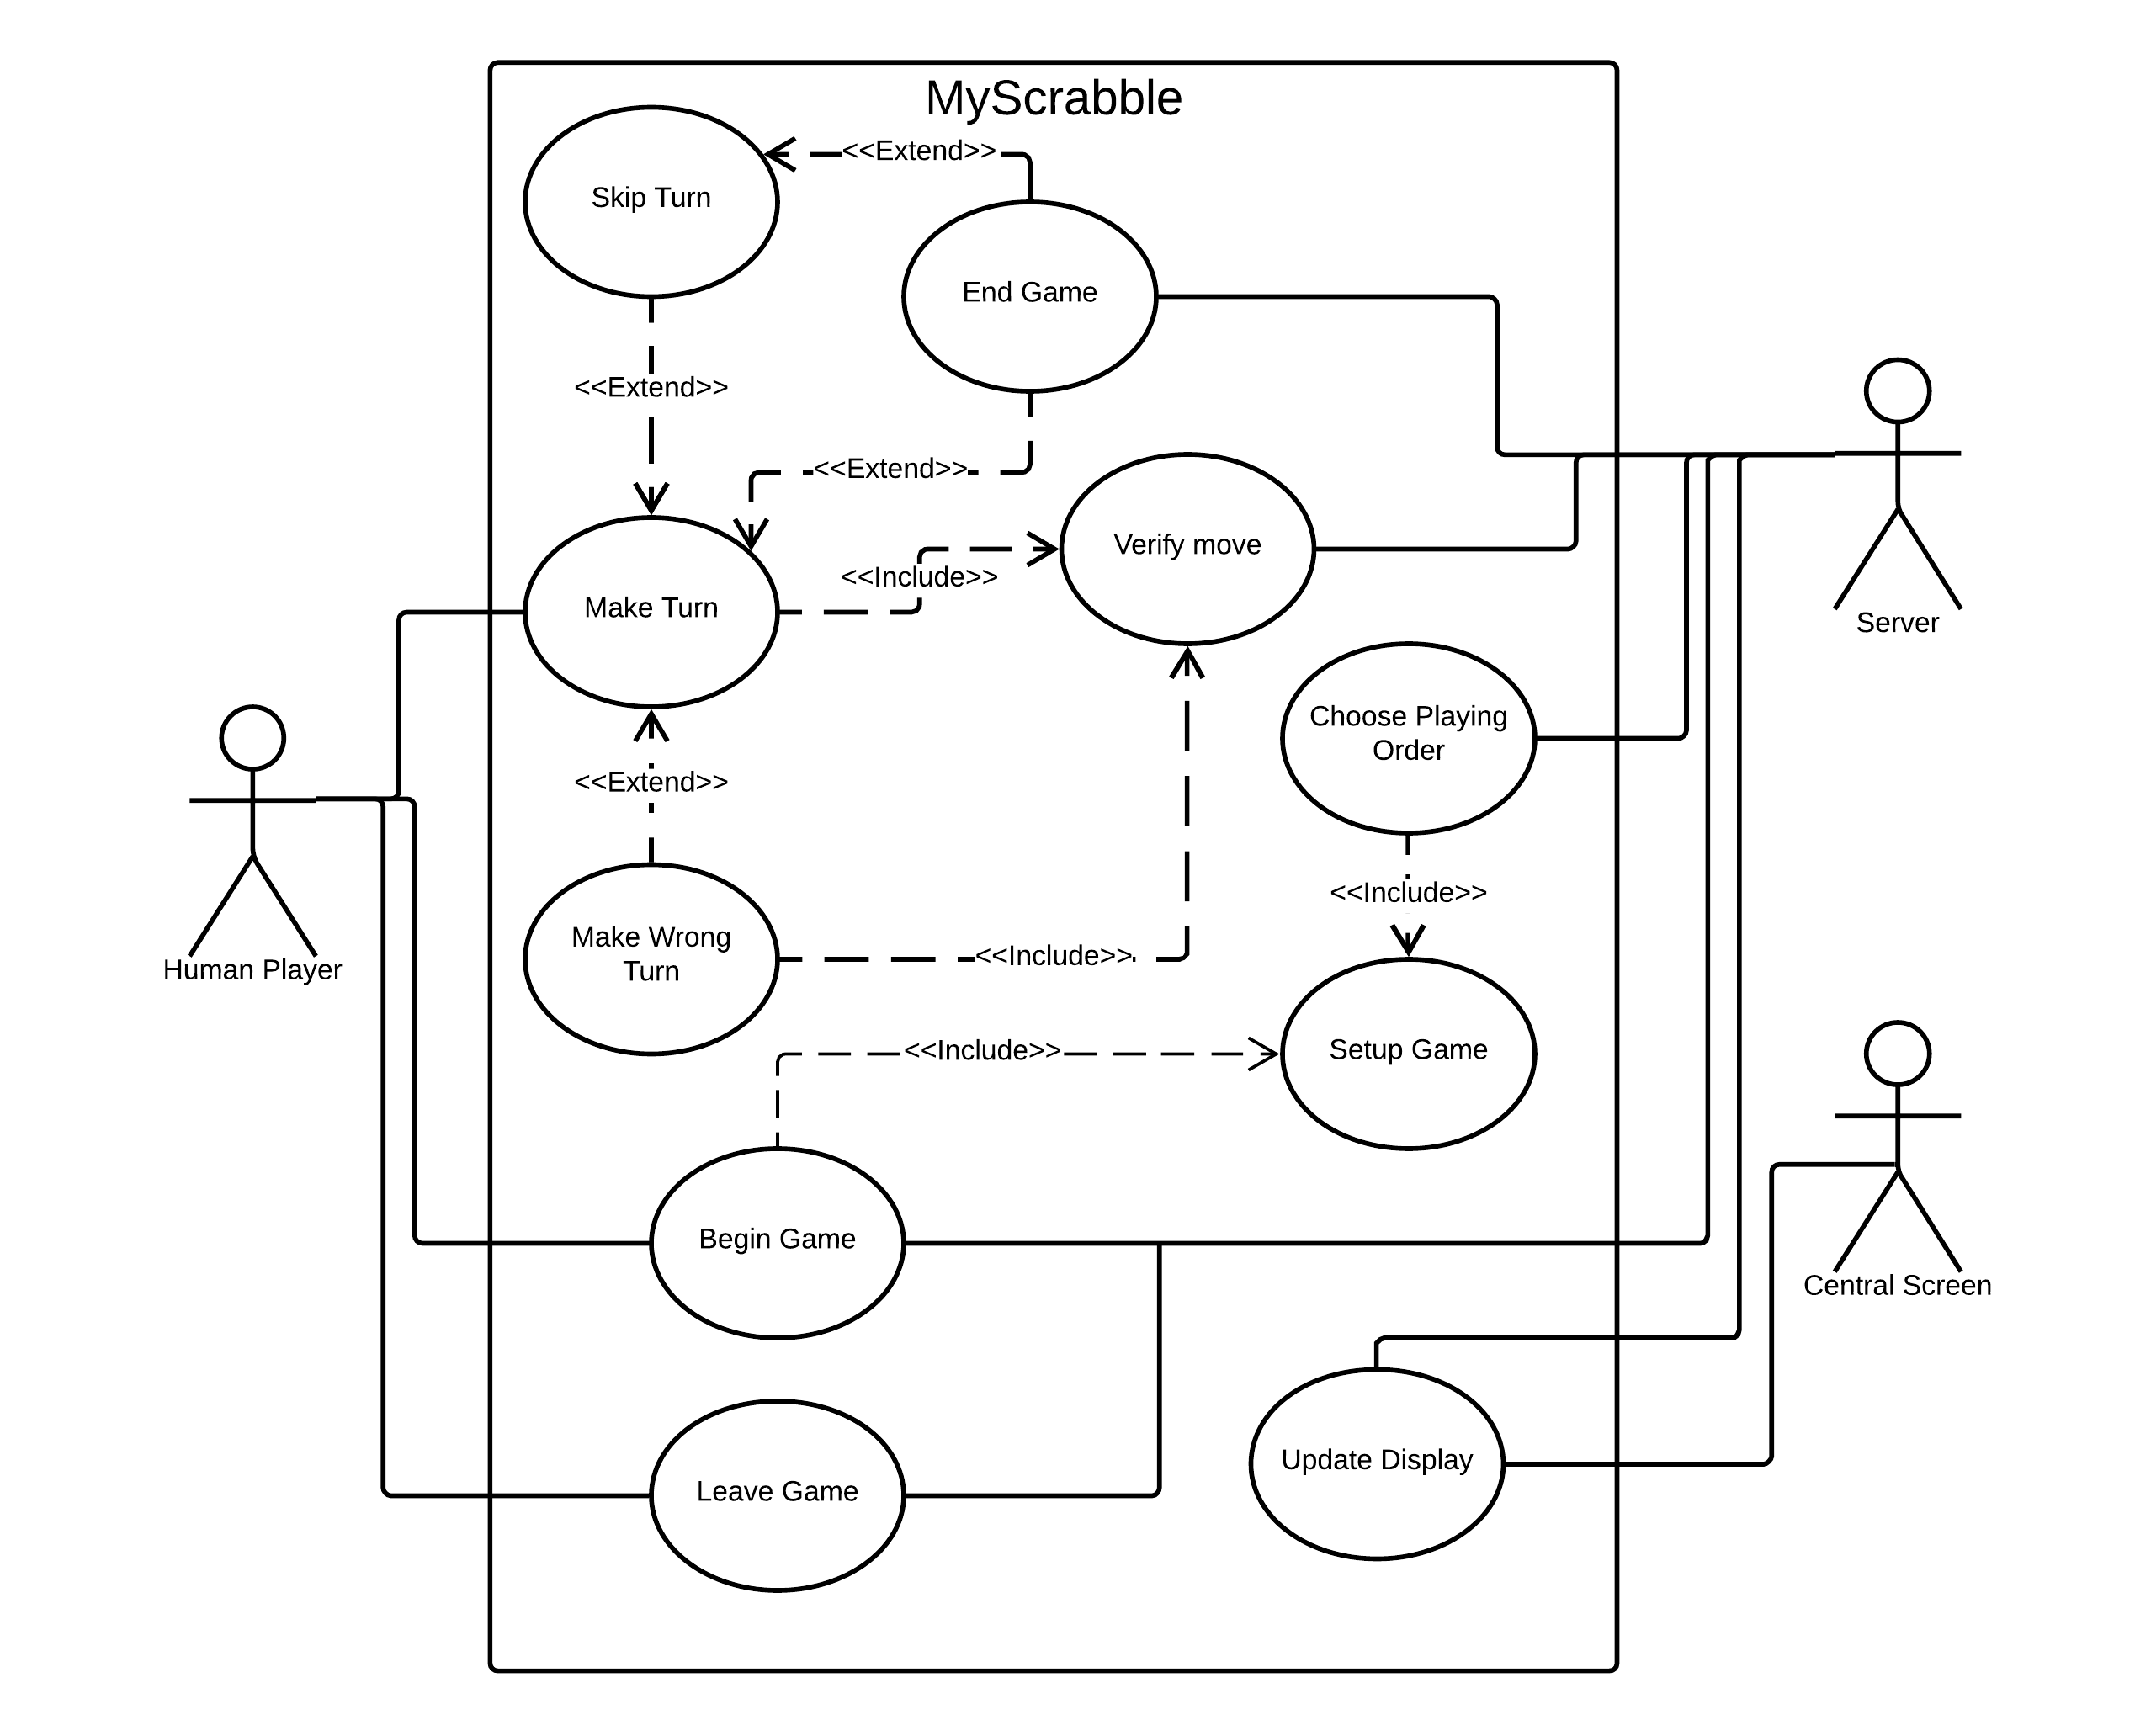 MyScrabble
<<Extend>>
Skip Turn
End Game
<<Extend>>
<<Extend>>
Verify move
<<Include>>
Make Turn
Server
Choose Playing
Order
<<Extend>>
<<Include>>
Make Wrong
Turn
<<Include>>
Human Player
<<Include>>
Setup Game
Begin Game
Central Screen
Update Display
Leave Game